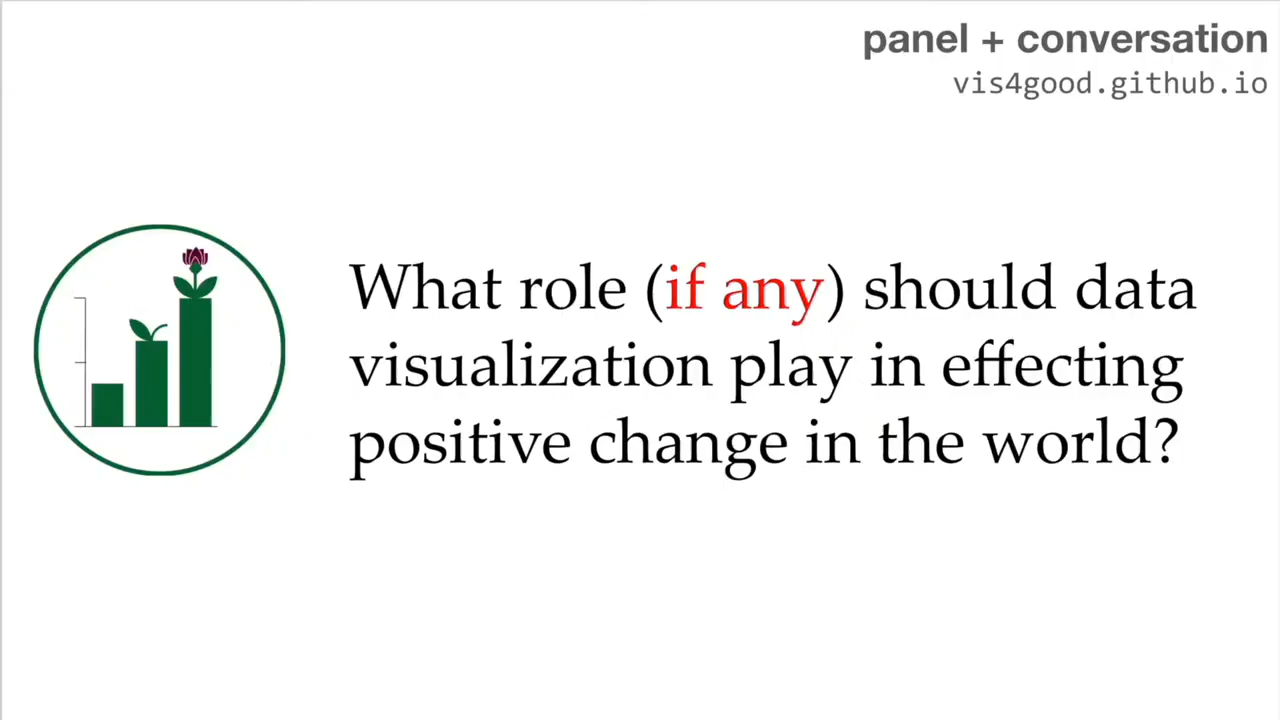 panel + conversation
vis4good.github.io
What role (if any) should data
visualization play in effecting
positive change in the world?